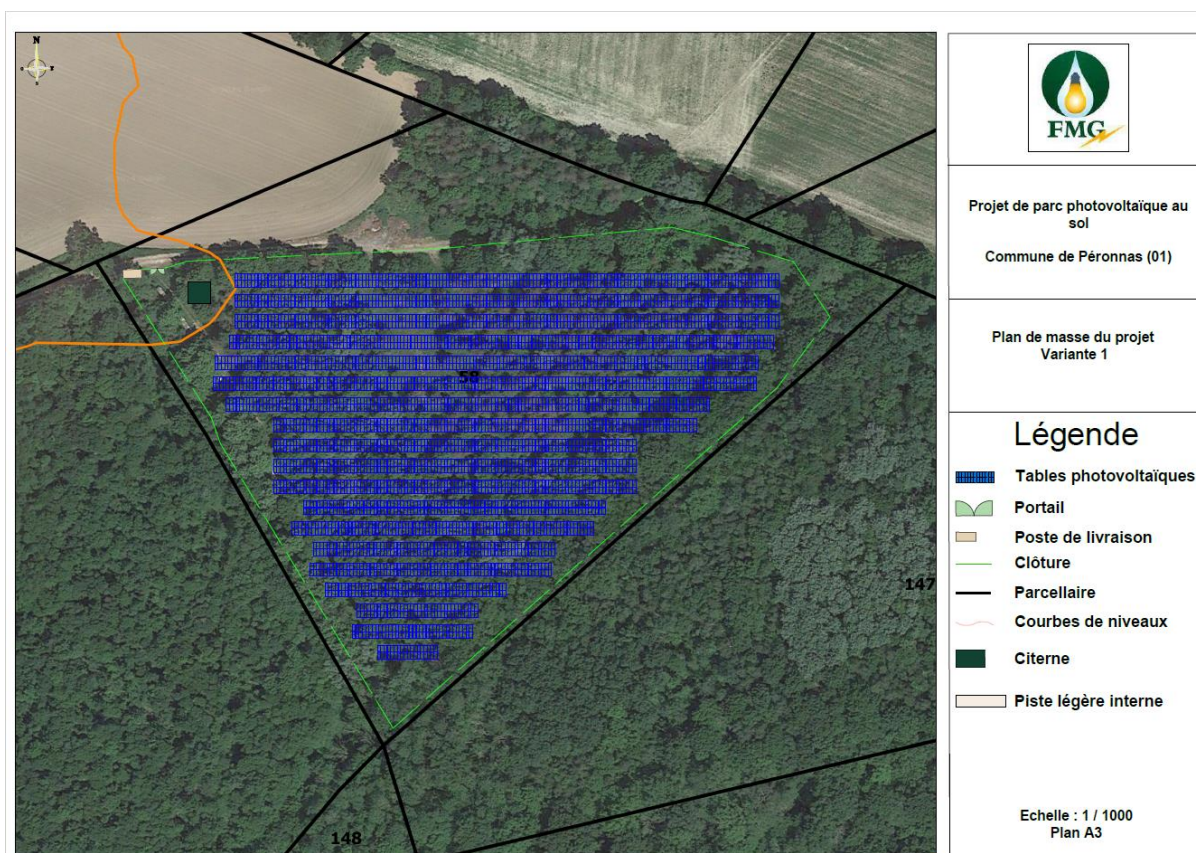 N
58
147
148
FMG
Projet de parc photovoltaïque au
sol
Commune de Péronnas (01)
Plan de masse du projet
Variante 1
Légende
Tables photovoltaïques
Portail
Poste de livraison
Clôture
Parcellaire
Courbes de niveaux
Citerne
Piste légère interne
Echelle : 1 / 1000
Plan A3